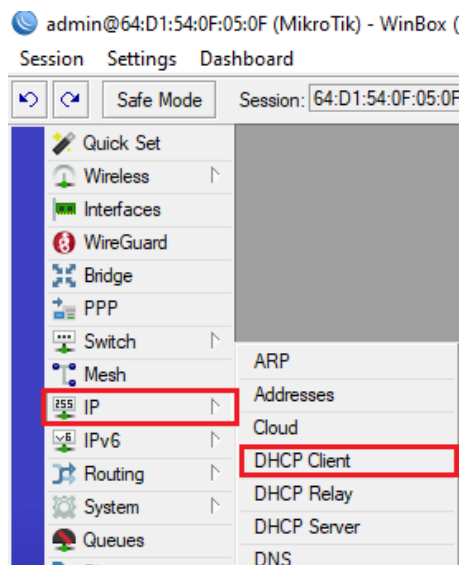 admin@64:D1:54:0F:05:0F (MikroTik) - WinBox (
Session Settings Dashboard
Safe Mode Session: 64:D1:54:0F:05:0F
Quick Set
Wireless
Interfaces
WireGuard
Bridge
PPP
Switch
Mesh
255 IP
v6 IPv6
Routing
System
Queues
ARP
Addresses
Cloud
DHCP Client
DHCP Relay
DHCP Server
DNS